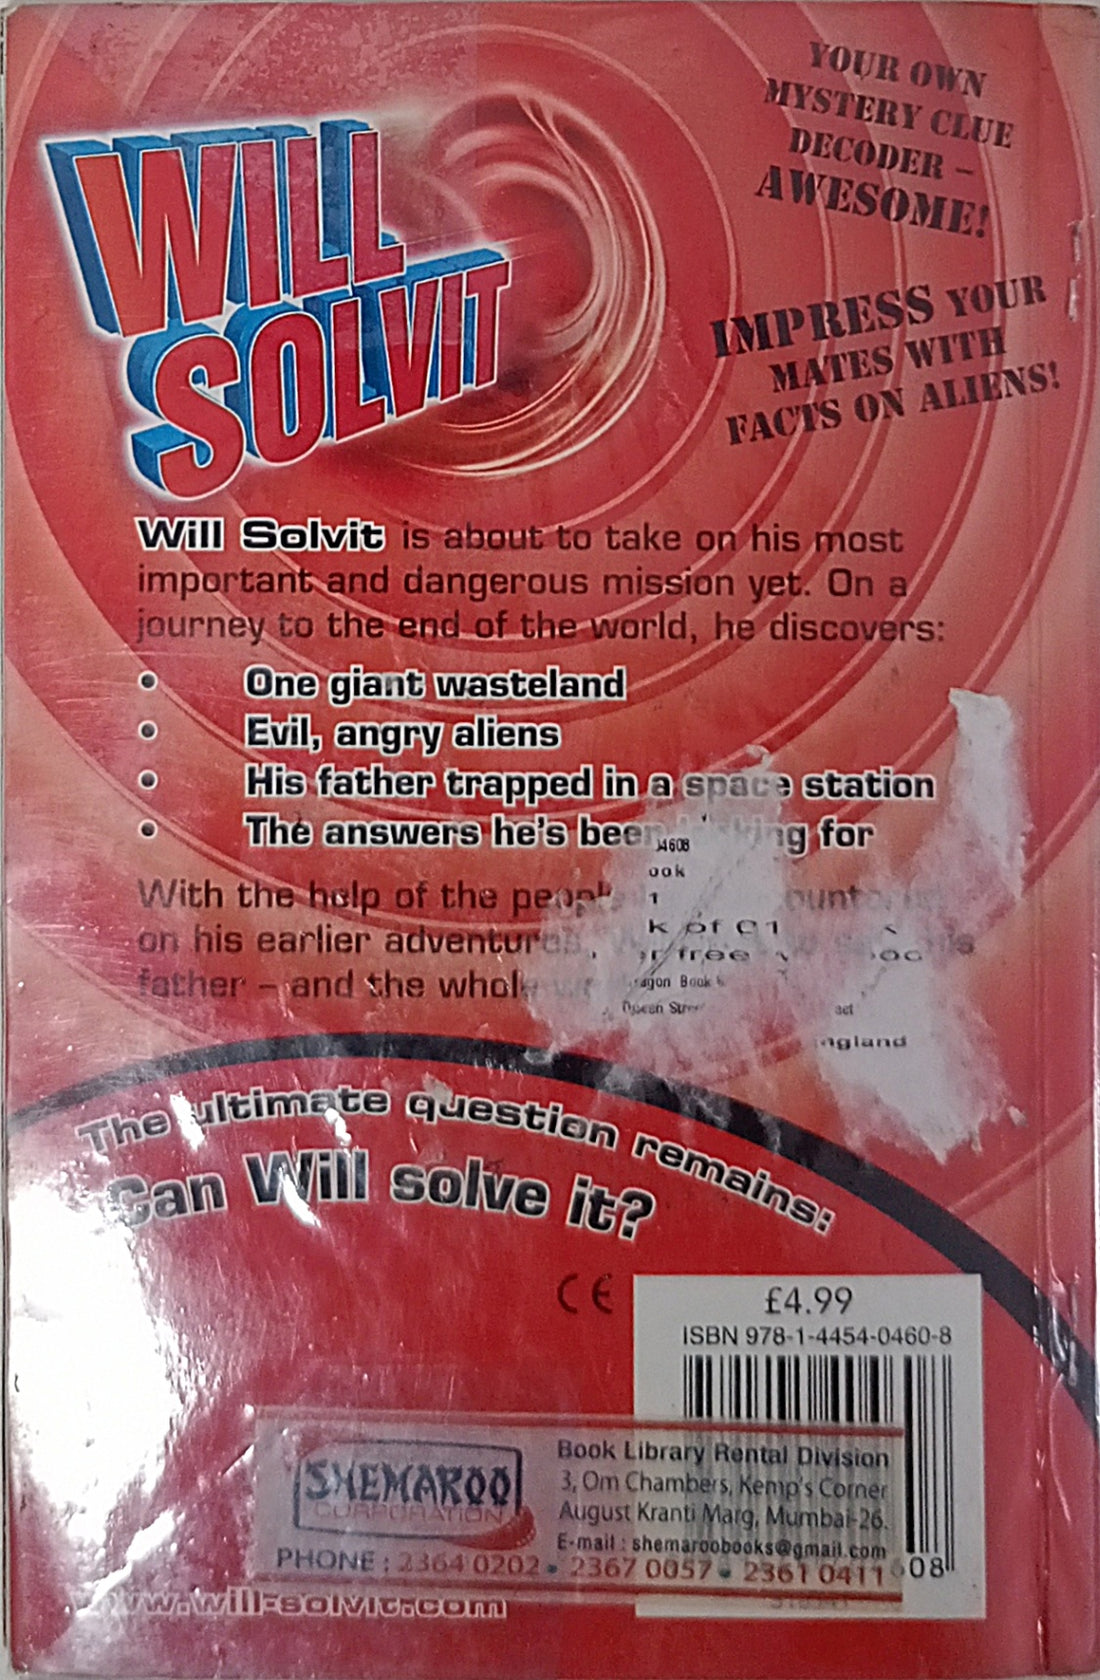 YOUR OWN
MYSTERY CLUE
DECODER –
AWESOME!
WILL
SOLVIT
IMPRESS YOUR
MATES WITH
FACTS ON ALIENS!
Will Solvit is about to take on his most
important and dangerous mission yet. On a
journey to the end of the world, he discovers:
• One giant wasteland
• Evil, angry aliens
• His father trapped in a space station
• The answers he's been for
With the help of the
on his earlier
father – and the
The ultimate question remains:
Can Will solve it?
CE
£4.99
ISBN 978-1-4454-0460-8
SHEMAROO
CORPORATION
Book Library Rental Division
3, Om Chambers, Kemp's Corner
August Kranti Marg, Mumbai-26.
E-mail : shemaroobooks@gmail.com
PHONE : 2364 0202 • 2367 0057 • 2361 0411
08
www.will-solvit.com